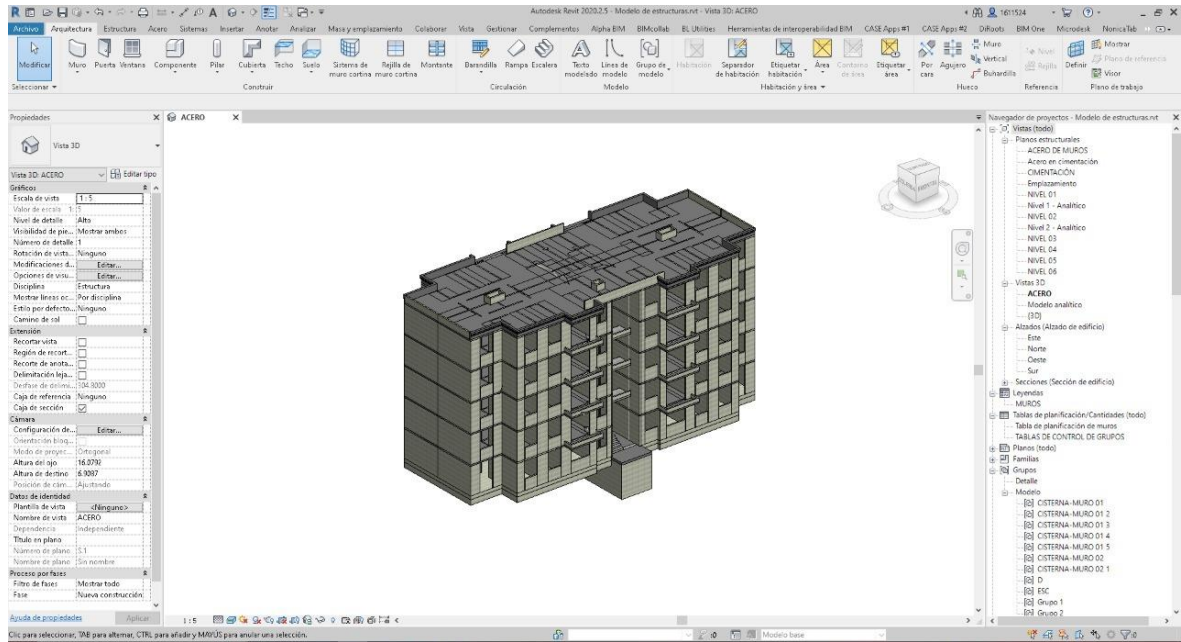 Autodesk Revit 2020.2.5 - Modelo de estructuras.rvt - Vista 3D: ACERO
1611524
Archivo Arquitectura Estructura Acero Sistemas Insertar Anotar Analizar Masa y emplazamiento Colaborar Vista Gestionar Complementos Alpha BIM BIMcollab BL Utilities Herramientas de interoperabilidad BIM CASE Apps #1 CASE Apps #2 DiRoots BIM One Microdesk NonicaTab
Modificar Muro Puerta Ventana Componente Pilar Cubierta Techo Suelo Sistema de muro cortina Rejilla de muro cortina Montante Barandilla Rampa Escalera Texto modelado Línea de modelo Grupo de modelo Habitación Separador de habitación Etiquetar habitación Área Contorno de área Etiquetar área Por cara Agujero Muro Vertical Buhardilla Nivel Rejilla Definir Mostrar Plano de referencia Visor
Seleccionar Construir Circulación Modelo Habitación y área Hueco Referencia Plano de trabajo
Propiedades
ACERO
Vista 3D
Vista 3D: ACERO Editar tipo
Gráficos
Escala de vista 1 : 5
Valor de escala 1: 5
Nivel de detalle Alto
Visibilidad de pie... Mostrar ambos
Número de detalle 1
Rotación de vista... Ninguno
Modificaciones d... Editar...
Opciones de visu... Editar...
Disciplina Estructura
Mostrar líneas oc... Por disciplina
Estilo por defecto... Ninguno
Camino de sol
Extensión
Recortar vista
Región de recort...
Recorte de anota...
Delimitación leja...
Desfase de delimi... 304.8000
Caja de referencia Ninguno
Caja de sección
Cámara
Configuración de... Editar...
Orientación bloq...
Modo de proyec... Ortogonal
Altura del ojo 16.0792
Altura de destino 6.9087
Posición de cám... Ajustando
Datos de identidad
Plantilla de vista <Ninguno>
Nombre de vista ACERO
Dependencia Independiente
Título en plano
Número de plano S.1
Nombre de plano Sin nombre
Proceso por fases
Filtro de fases Mostrar todo
Fase Nueva construcción
Ayuda de propiedades Aplicar
1 : 5
Clic para seleccionar, TAB para alternar, CTRL para añadir y MAYÚS para anular una selección.
:0 Modelo base
:0
Navegador de proyectos - Modelo de estructuras.rvt
Vistas (todo)
Planos estructurales
ACERO DE MUROS
Acero en cimentación
CIMENTACIÓN
Emplazamiento
NIVEL 01
Nivel 1 - Analítico
NIVEL 02
Nivel 2 - Analítico
NIVEL 03
NIVEL 04
NIVEL 05
NIVEL 06
Vistas 3D
ACERO
Modelo analítico
{3D}
Alzados (Alzado de edificio)
Este
Norte
Oeste
Sur
Secciones (Sección de edificio)
Leyendas
MUROS
Tablas de planificación/Cantidades (todo)
Tabla de planificación de muros
TABLAS DE CONTROL DE GRUPOS
Planos (todo)
Familias
Grupos
Detalle
Modelo
CISTERNA-MURO 01
CISTERNA-MURO 01 2
CISTERNA-MURO 01 3
CISTERNA-MURO 01 4
CISTERNA-MURO 01 5
CISTERNA-MURO 02
CISTERNA-MURO 02 1
D
ESC
Grupo 1
Grupo 2